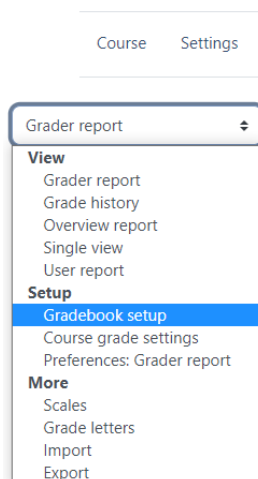 Course Settings
Grader report
View
Grader report
Grade history
Overview report
Single view
User report
Setup
Gradebook setup
Course grade settings
Preferences: Grader report
More
Scales
Grade letters
Import
Export